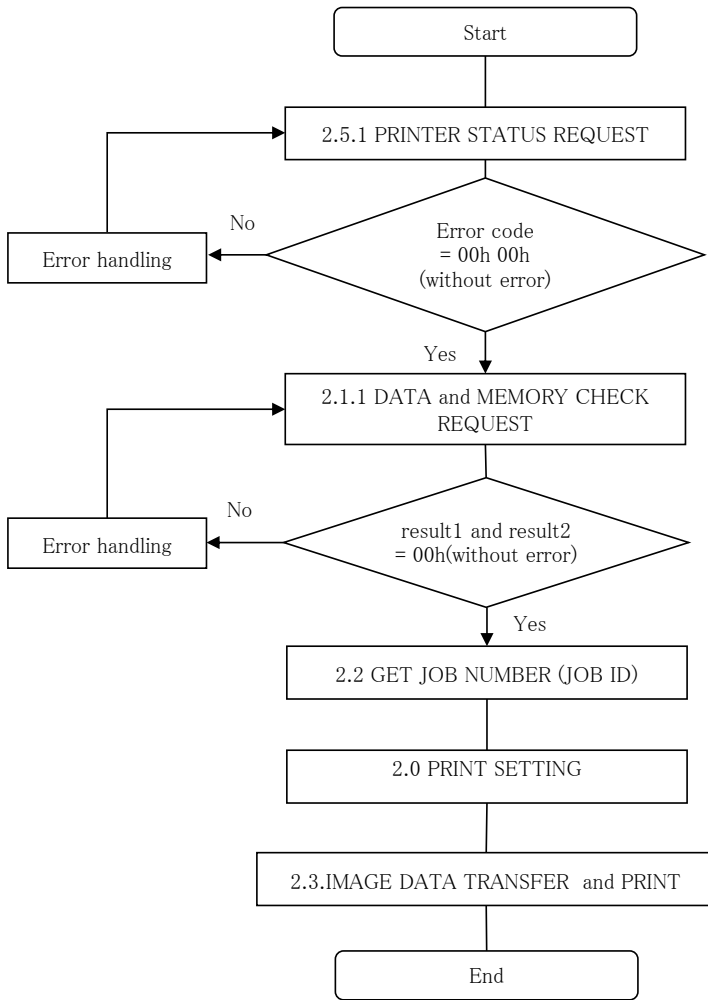 Start
2.5.1 PRINTER STATUS REQUEST
No
Error code
= 00h 00h
(without error)
Error handling
Yes
2.1.1 DATA and MEMORY CHECK
REQUEST
No
result1 and result2
= 00h(without error)
Error handling
Yes
2.2 GET JOB NUMBER (JOB ID)
2.0 PRINT SETTING
2.3.IMAGE DATA TRANSFER  and PRINT
End